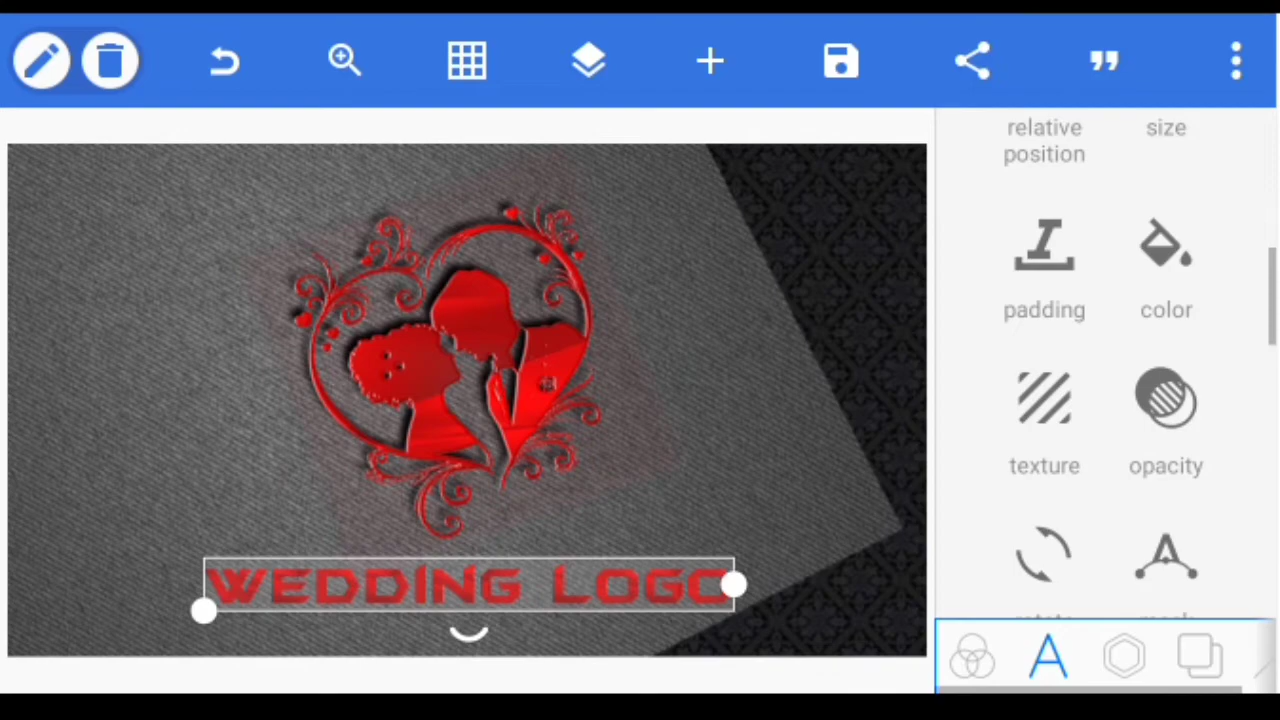 relative
position
size
padding
color
texture
opacity
WEDDING LOGO